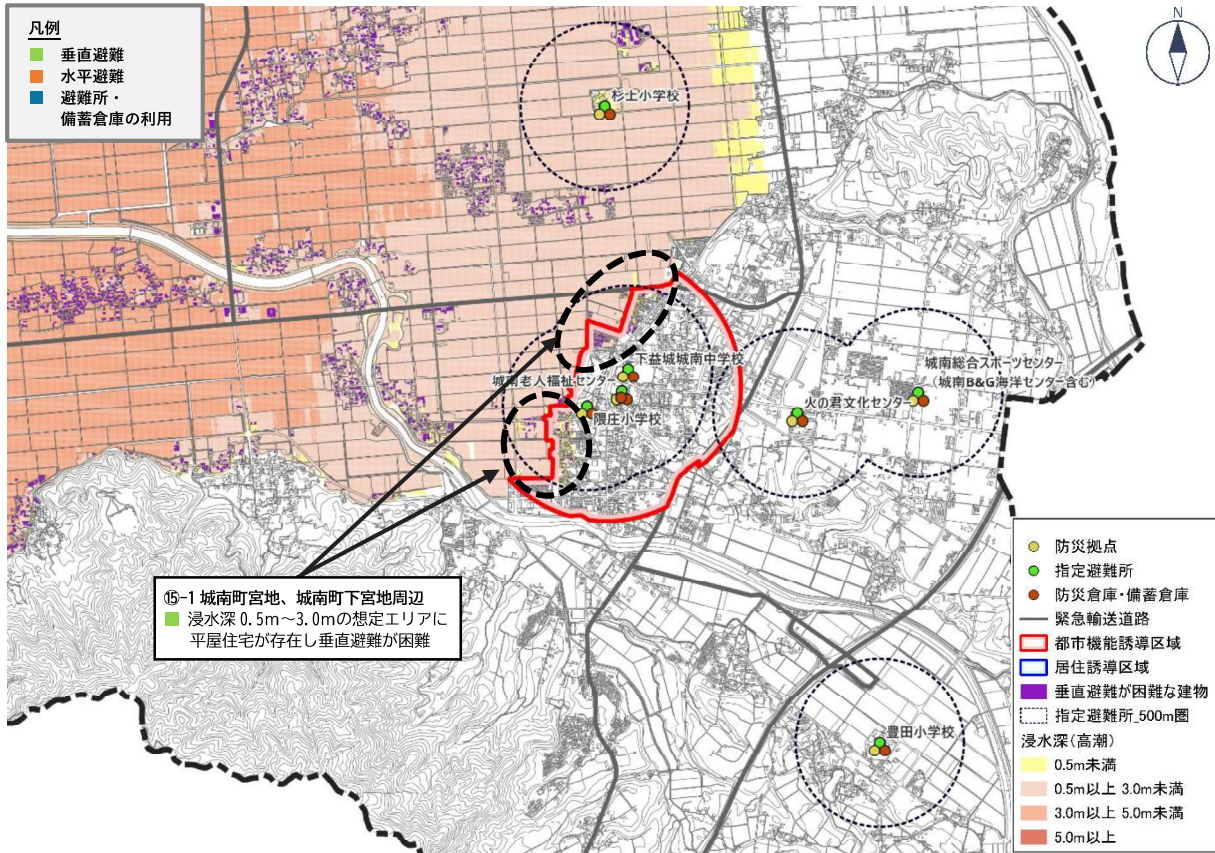 凡例
垂直避難
水平避難
避難所・
備蓄倉庫の利用
N
杉上小学校
下益城城南中学校
城南老人福祉センター
隈庄小学校
城南総合スポーツセンター
(城南B&G海洋センター含む)
火の君文化センター
⑮-1 城南町宮地、城南町下宮地周辺
浸水深 0.5m~3.0mの想定エリアに
平屋住宅が存在し垂直避難が困難
豊田小学校
防災拠点
指定避難所
防災倉庫・備蓄倉庫
緊急輸送道路
都市機能誘導区域
居住誘導区域
垂直避難が困難な建物
指定避難所_500m圏
浸水深(高潮)
0.5m未満
0.5m以上 3.0m未満
3.0m以上 5.0m未満
5.0m以上